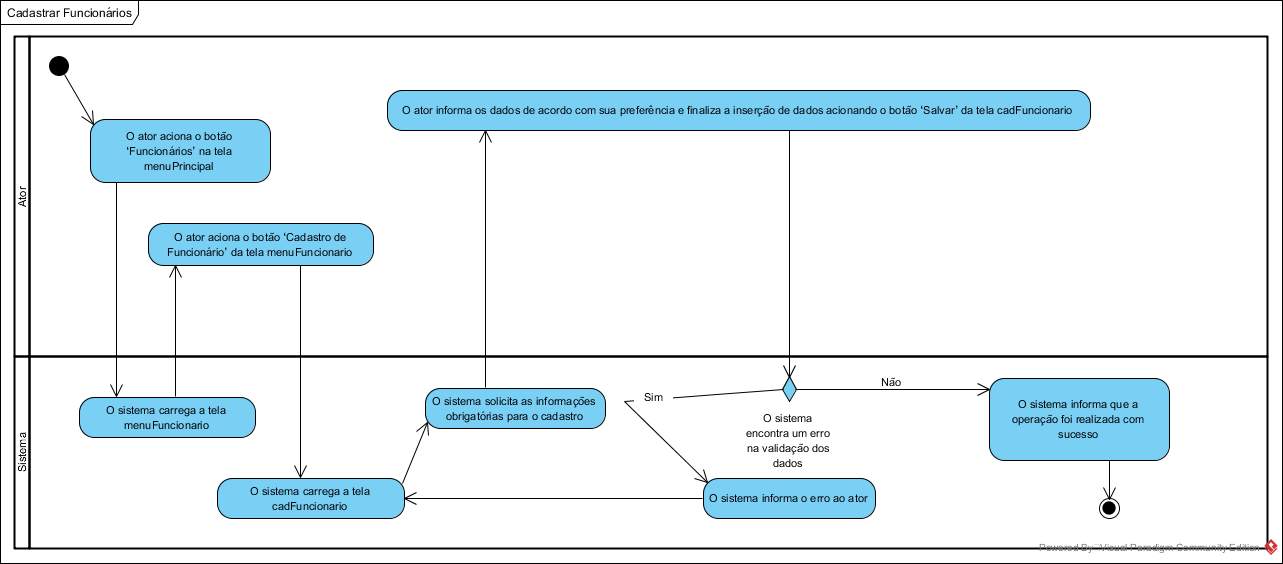 Cadastrar Funcionários
Ator
O ator aciona o botão
‘Funcionários’ na tela
menuPrincipal
O ator informa os dados de acordo com sua preferência e finaliza a inserção de dados acionando o botão ‘Salvar’ da tela cadFuncionario
O ator aciona o botão ‘Cadastro de
Funcionário’ da tela menuFuncionario
Sistema
O sistema carrega a tela
menuFuncionario
O sistema carrega a tela
cadFuncionario
O sistema solicita as informações
obrigatórias para o cadastro
Sim
Não
O sistema
encontra um erro
na validação dos
dados
O sistema informa o erro ao ator
O sistema informa que a
operação foi realizada com
sucesso
Powered By Visual Paradigm Community Edition